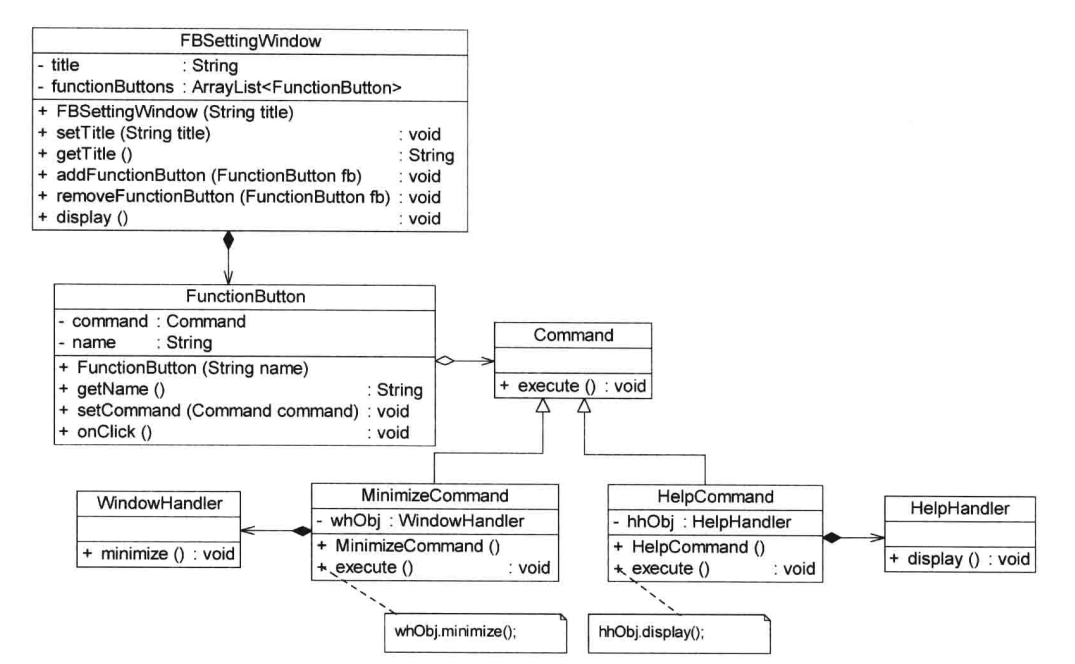 FBSettingWindow
- title : String
- functionButtons : ArrayList<FunctionButton>
+ FBSettingWindow (String title)
+ setTitle (String title) : void
+ getTitle () : String
+ addFunctionButton (FunctionButton fb) : void
+ removeFunctionButton (FunctionButton fb) : void
+ display () : void
FunctionButton
- command : Command
- name : String
+ FunctionButton (String name)
+ getName () : String
+ setCommand (Command command) : void
+ onClick () : void
Command
+ execute () : void
WindowHandler
+ minimize () : void
MinimizeCommand
- whObj : WindowHandler
+ MinimizeCommand ()
+ execute () : void
HelpCommand
- hhObj : HelpHandler
+ HelpCommand ()
+ execute () : void
HelpHandler
+ display () : void
whObj.minimize();
hhObj.display();